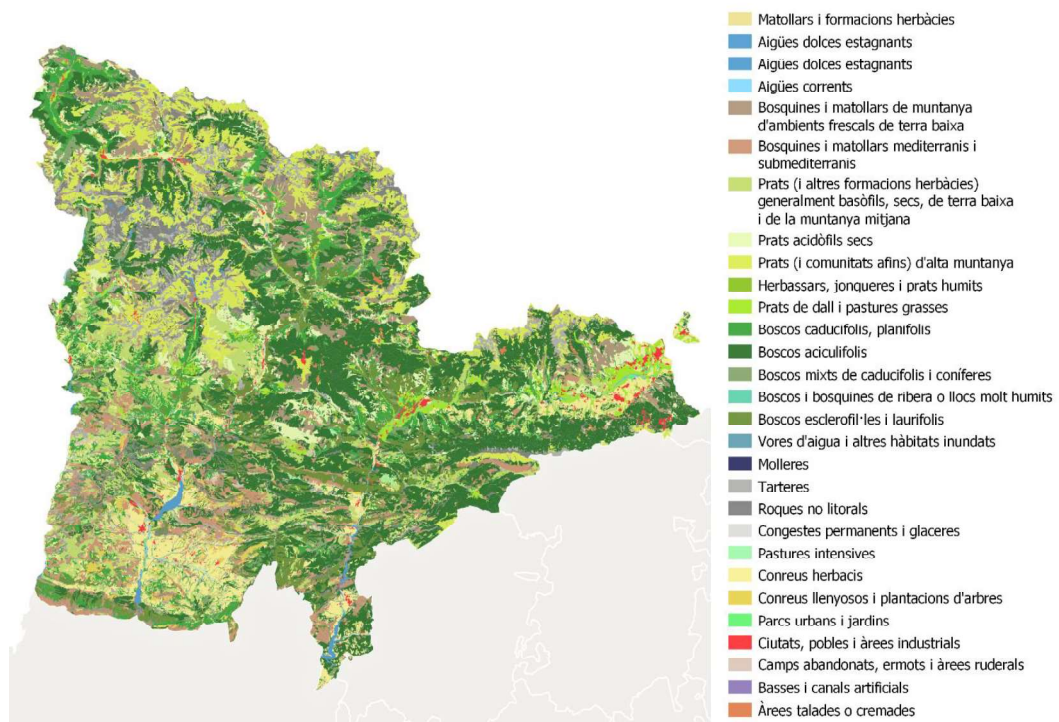 Matollars i formacions herbàcies
Aigües dolces estagnants
Aigües dolces estagnants
Aigües corrents
Bosquines i matollars de muntanya
d'ambients frescals de terra baixa
Bosquines i matollars mediterranis i
submediterranis
Prats (i altres formacions herbàcies)
generalment basòfils, secs, de terra baixa
i de la muntanya mitjana
Prats acidòfils secs
Prats (i comunitats afins) d'alta muntanya
Herbassars, jonqueres i prats humits
Prats de dall i pastures grasses
Boscos caducifolis, planifolis
Boscos aciculifolis
Boscos mixts de caducifolis i coníferes
Boscos i bosquines de ribera o llocs molt humits
Boscos esclerofil·les i laurifolis
Vores d'aigua i altres hàbitats inundats
Molleres
Tarteres
Roques no litorals
Congestes permanents i glaceres
Pastures intensives
Conreus herbacis
Conreus llenyosos i plantacions d'arbres
Parcs urbans i jardins
Ciutats, pobles i àrees industrials
Camps abandonats, ermots i àrees ruderals
Basses i canals artificials
Àrees talades o cremades